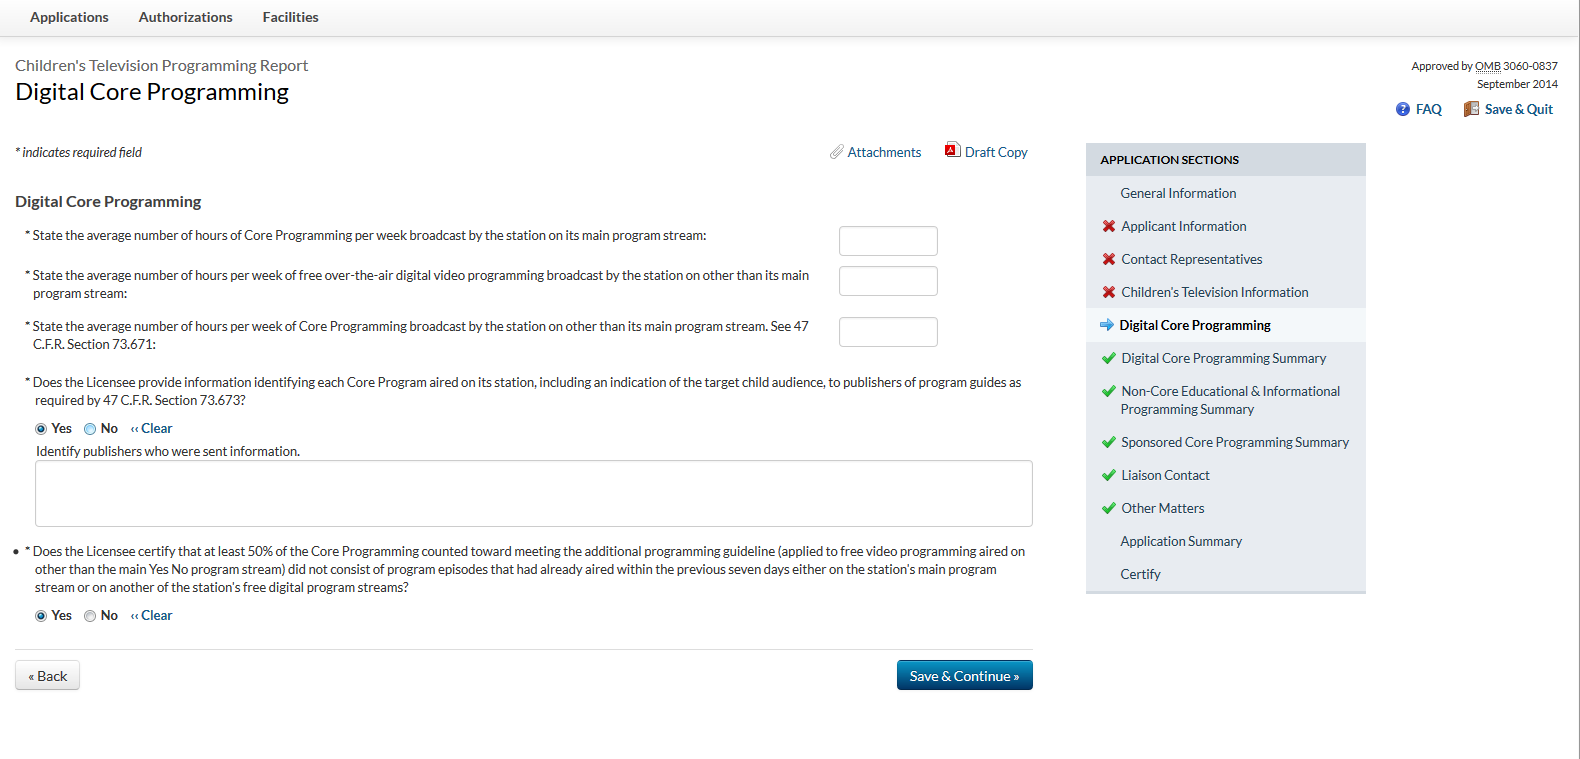 Applications Authorizations Facilities
Children's Television Programming Report
Digital Core Programming
Approved by OMB 3060-0837
September 2014
FAQ Save & Quit
* indicates required field
Attachments Draft Copy
Digital Core Programming
* State the average number of hours of Core Programming per week broadcast by the station on its main program stream:
* State the average number of hours per week of free over-the-air digital video programming broadcast by the station on other than its main
program stream:
* State the average number of hours per week of Core Programming broadcast by the station on other than its main program stream. See 47
C.F.R. Section 73.671:
* Does the Licensee provide information identifying each Core Program aired on its station, including an indication of the target child audience, to publishers of program guides as
required by 47 C.F.R. Section 73.673?
Yes No ‹‹ Clear
Identify publishers who were sent information.
• * Does the Licensee certify that at least 50% of the Core Programming counted toward meeting the additional programming guideline (applied to free video programming aired on
other than the main Yes No program stream) did not consist of program episodes that had already aired within the previous seven days either on the station's main program
stream or on another of the station's free digital program streams?
Yes No ‹‹ Clear
« Back
Save & Continue »
APPLICATION SECTIONS
General Information
Applicant Information
Contact Representatives
Children's Television Information
Digital Core Programming
Digital Core Programming Summary
Non-Core Educational & Informational
Programming Summary
Sponsored Core Programming Summary
Liaison Contact
Other Matters
Application Summary
Certify